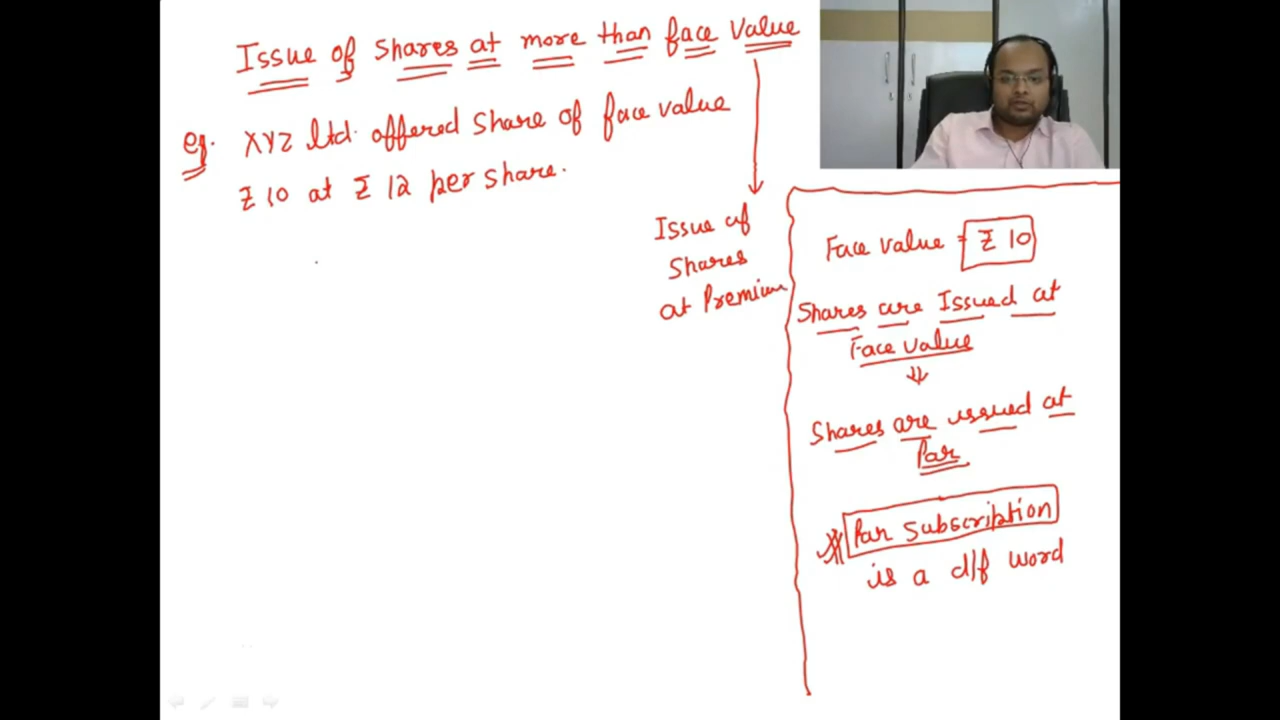 Issue of shares at more than face value
eg. XYZ ltd. offered share of face value
₹ 10 at ₹ 12 per share.
Issue of
shares
at Premium
Face value = ₹ 10
Shares are Issued at
Face value
⇓
Shares are issued at
Par
Par subscription
is a d/f word